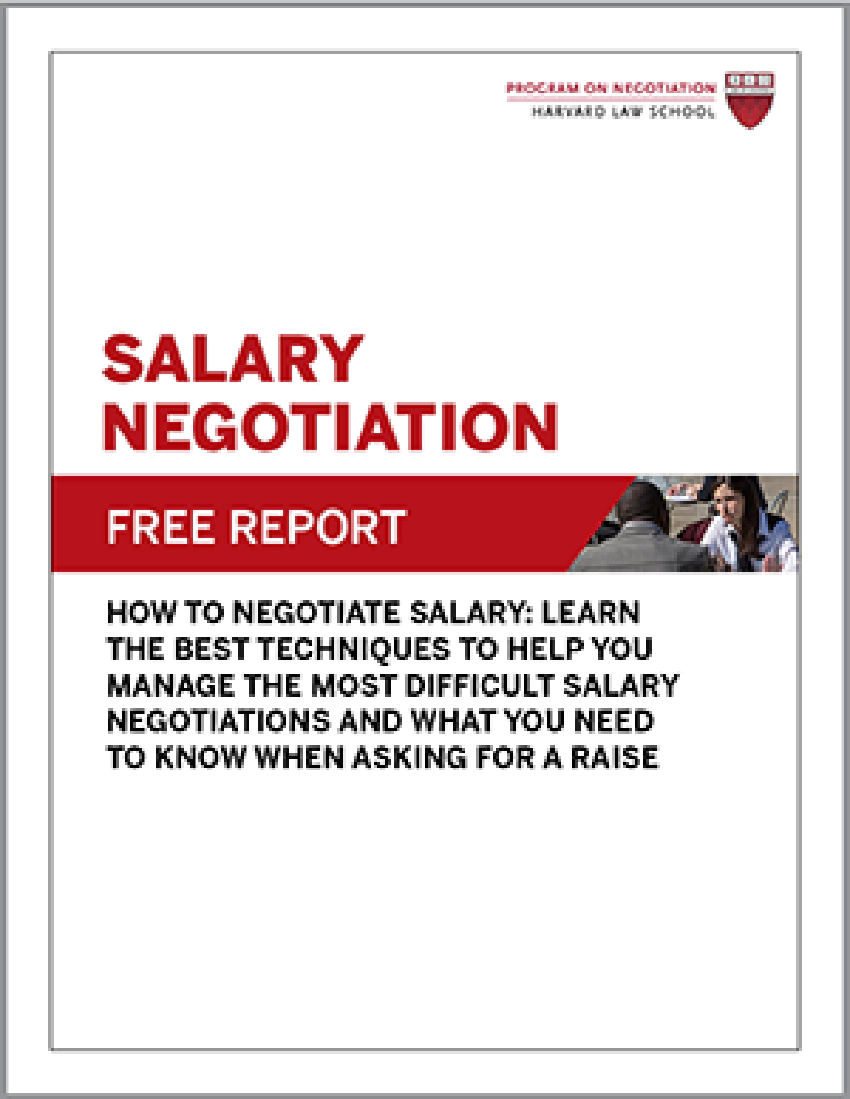 PROGRAM ON NEGOTIATION
HARVARD LAW SCHOOL
SALARY
NEGOTIATION
FREE REPORT
HOW TO NEGOTIATE SALARY: LEARN
THE BEST TECHNIQUES TO HELP YOU
MANAGE THE MOST DIFFICULT SALARY
NEGOTIATIONS AND WHAT YOU NEED
TO KNOW WHEN ASKING FOR A RAISE